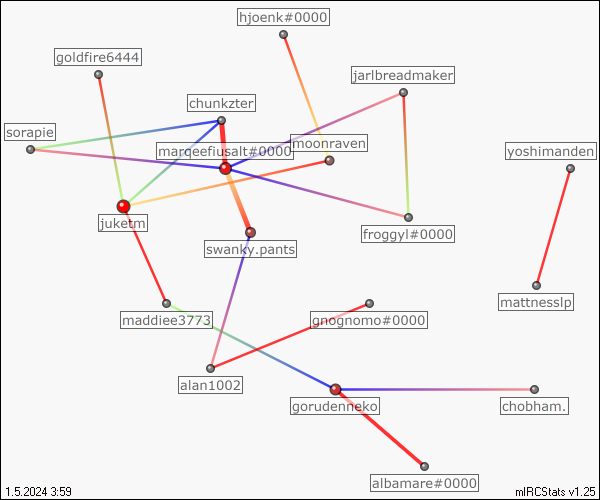 hjoenk#0000
goldfire6444
jarlbreadmaker
chunkzter
sorapie
moonraven
marqeefiusalt#0000
yoshimanden
juketm
froggyl#0000
swanky.pants
mattnesslp
maddiee3773
gnognomo#0000
alan1002
gorudenneko
chobham.
albamare#0000
1.5.2024 3:59
mIRCStats v1.25